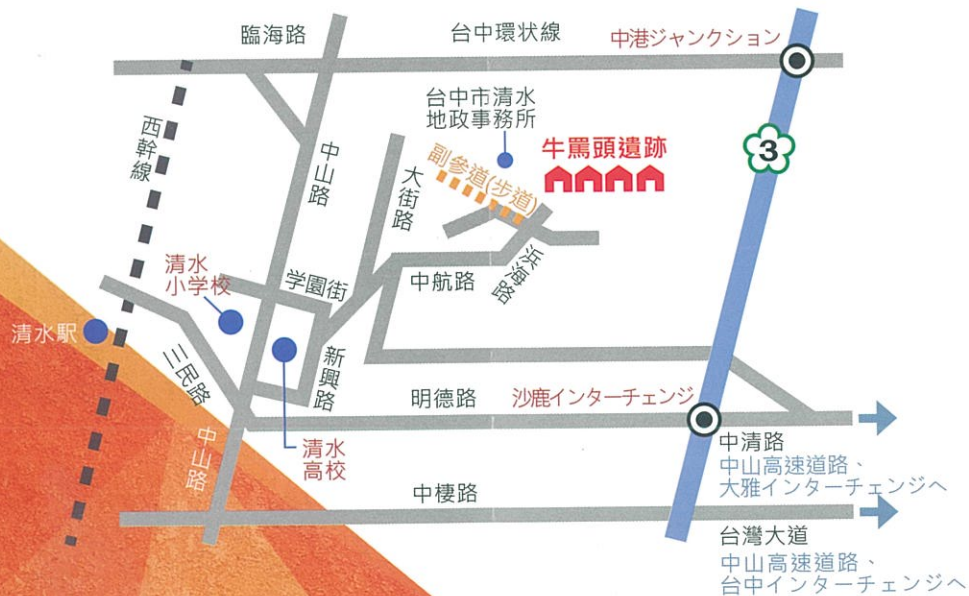 臨海路
台中環状線
中港ジャンクション
台中市清水
地政事務所
牛罵頭遺跡
3
西幹線
中山路
大街路
副參道(步道)
清水
小学校
学園街
中航路
浜海路
清水駅
三民路
新興路
明德路
沙鹿インターチェンジ
中山路
清水
高校
中清路
中山高速道路、
大雅インターチェンジへ
中棲路
台灣大道
中山高速道路、
台中インターチェンジへ